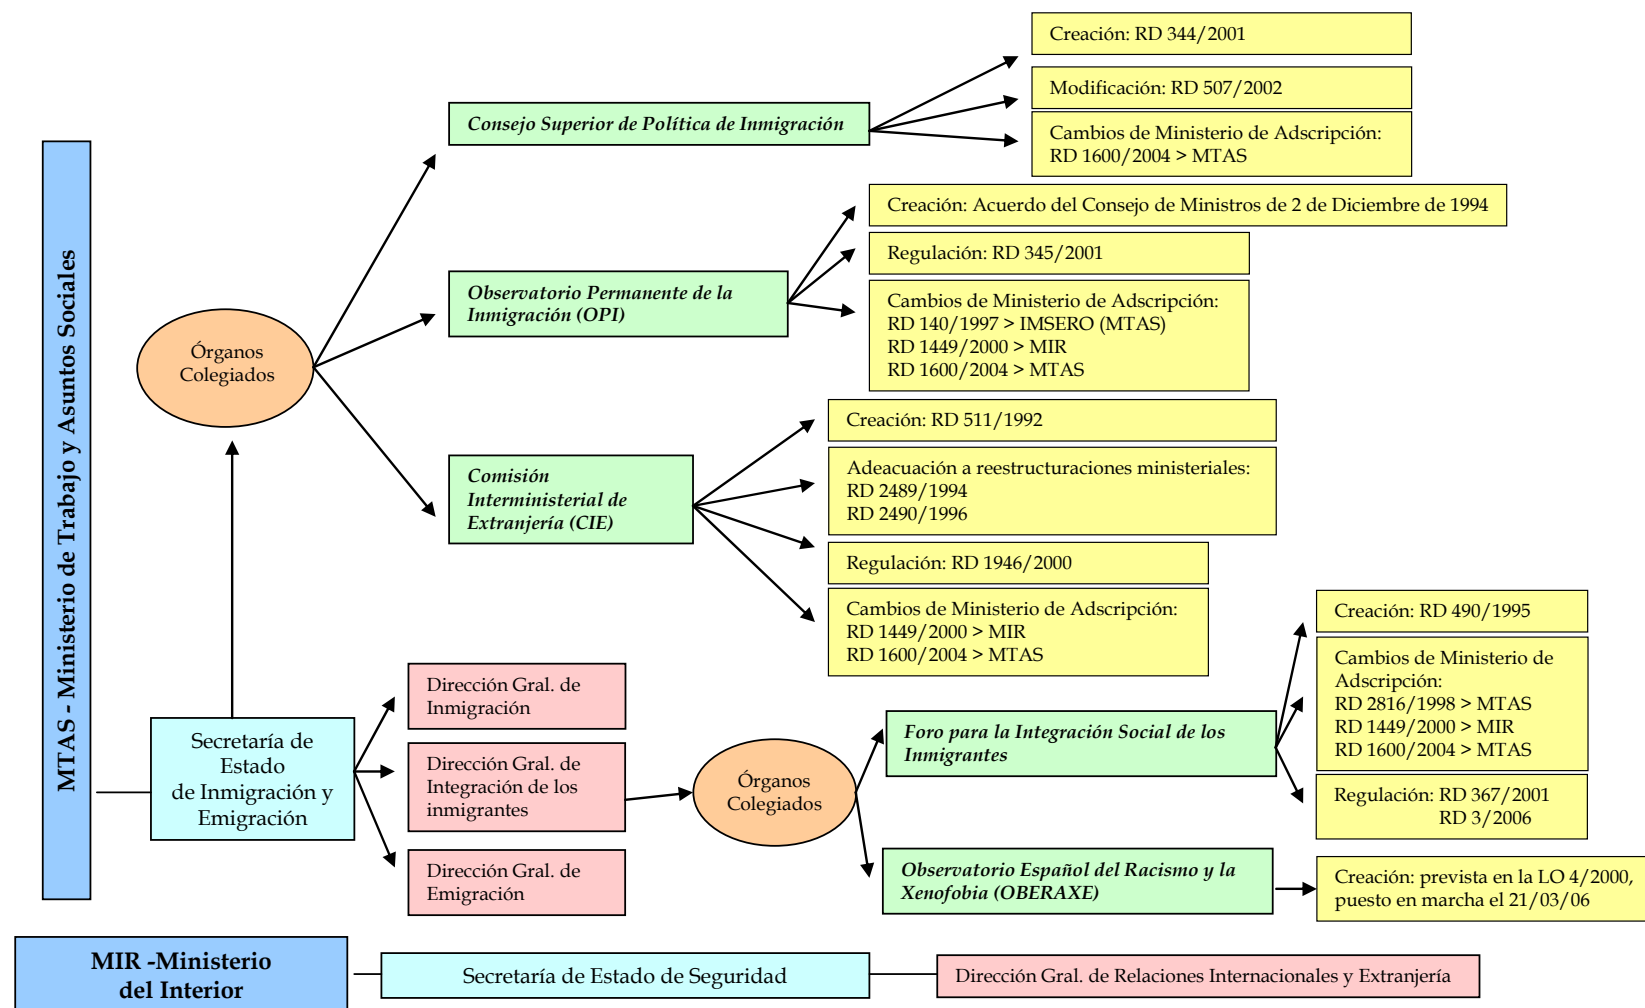 MTAS - Ministerio de Trabajo y Asuntos Sociales
Órganos
Colegiados
Consejo Superior de Política de Inmigración
Creación: RD 344/2001
Modificación: RD 507/2002
Cambios de Ministerio de Adscripción:
RD 1600/2004 > MTAS
Observatorio Permanente de la
Inmigración (OPI)
Creación: Acuerdo del Consejo de Ministros de 2 de Diciembre de 1994
Regulación: RD 345/2001
Cambios de Ministerio de Adscripción:
RD 140/1997 > IMSERO (MTAS)
RD 1449/2000 > MIR
RD 1600/2004 > MTAS
Comisión
Interministerial de
Extranjería (CIE)
Creación: RD 511/1992
Adeacuación a reestructuraciones ministeriales:
RD 2489/1994
RD 2490/1996
Regulación: RD 1946/2000
Cambios de Ministerio de Adscripción:
RD 1449/2000 > MIR
RD 1600/2004 > MTAS
Secretaría de
Estado
de Inmigración y
Emigración
Dirección Gral. de
Inmigración
Dirección Gral. de
Integración de los
inmigrantes
Dirección Gral. de
Emigración
Órganos
Colegiados
Foro para la Integración Social de los
Inmigrantes
Creación: RD 490/1995
Cambios de Ministerio de
Adscripción:
RD 2816/1998 > MTAS
RD 1449/2000 > MIR
RD 1600/2004 > MTAS
Regulación: RD 367/2001
RD 3/2006
Observatorio Español del Racismo y la
Xenofobia (OBERAXE)
Creación: prevista en la LO 4/2000,
puesto en marcha el 21/03/06
MIR -Ministerio
del Interior
Secretaría de Estado de Seguridad
Dirección Gral. de Relaciones Internacionales y Extranjería